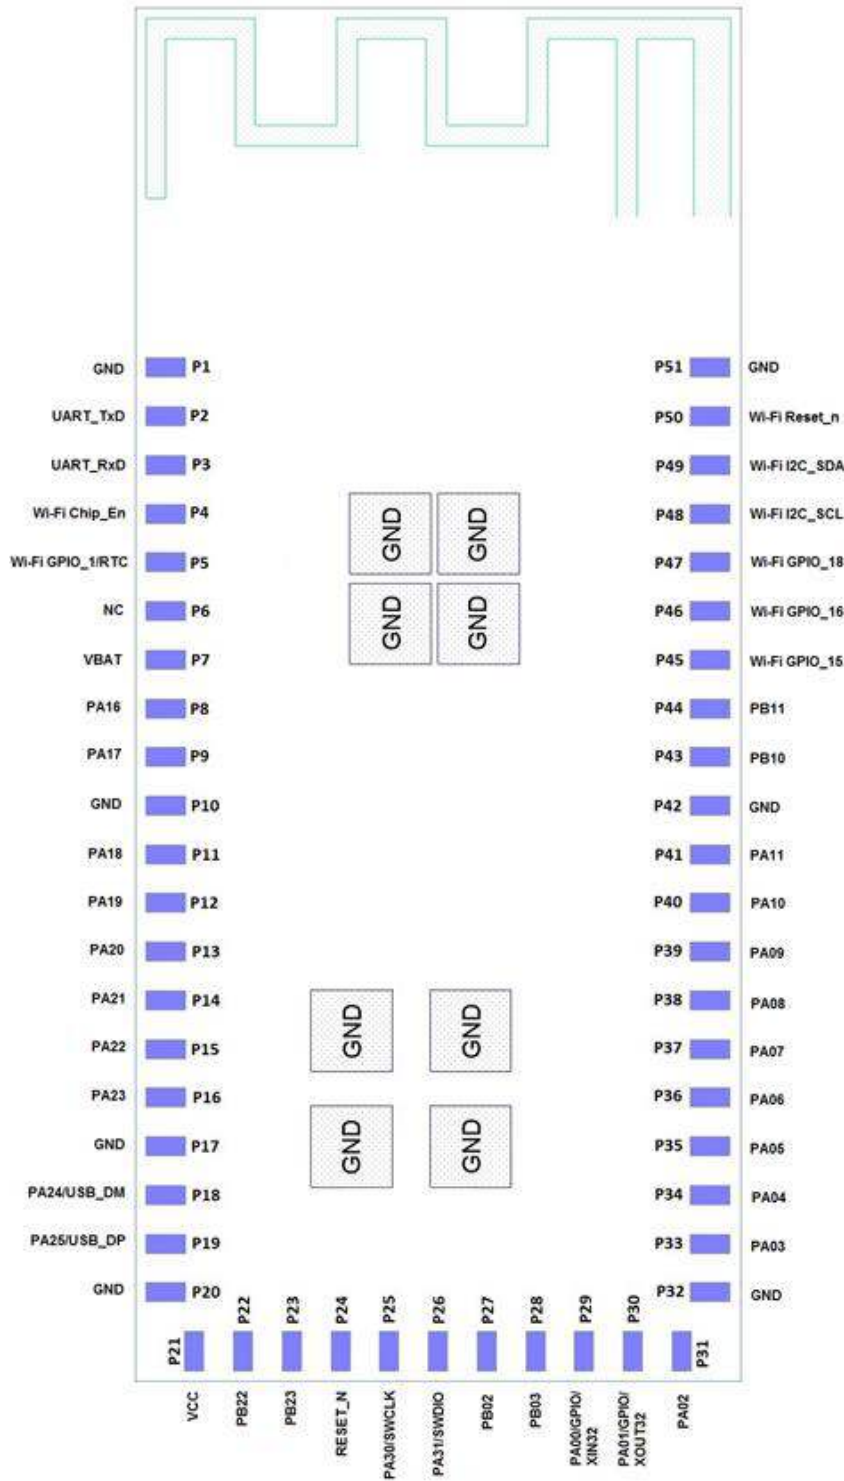 GND P1 P51 GND
UART_TxD P2 P50 Wi-Fi Reset_n
UART_RxD P3 P49 Wi-Fi I2C_SDA
Wi-Fi Chip_En P4 GND GND P48 Wi-Fi I2C_SCL
Wi-Fi GPIO_1/RTC P5 P47 Wi-Fi GPIO_18
NC P6 GND GND P46 Wi-Fi GPIO_16
VBAT P7 P45 Wi-Fi GPIO_15
PA16 P8 P44 PB11
PA17 P9 P43 PB10
GND P10 P42 GND
PA18 P11 P41 PA11
PA19 P12 P40 PA10
PA20 P13 P39 PA09
PA21 P14 GND GND P38 PA08
PA22 P15 P37 PA07
PA23 P16 P36 PA06
GND P17 GND GND P35 PA05
PA24/USB_DM P18 P34 PA04
PA25/USB_DP P19 P33 PA03
GND P20 P32 GND
P21 P22 P23 P24 P25 P26 P27 P28 P29 P30 P31
VCC
PB22
PB23
RESET_N
PA30/SWCLK
PA31/SWDIO
PB02
PB03
PA00/GPIO/
XIN32
PA01/GPIO/
XOUT32
PA02